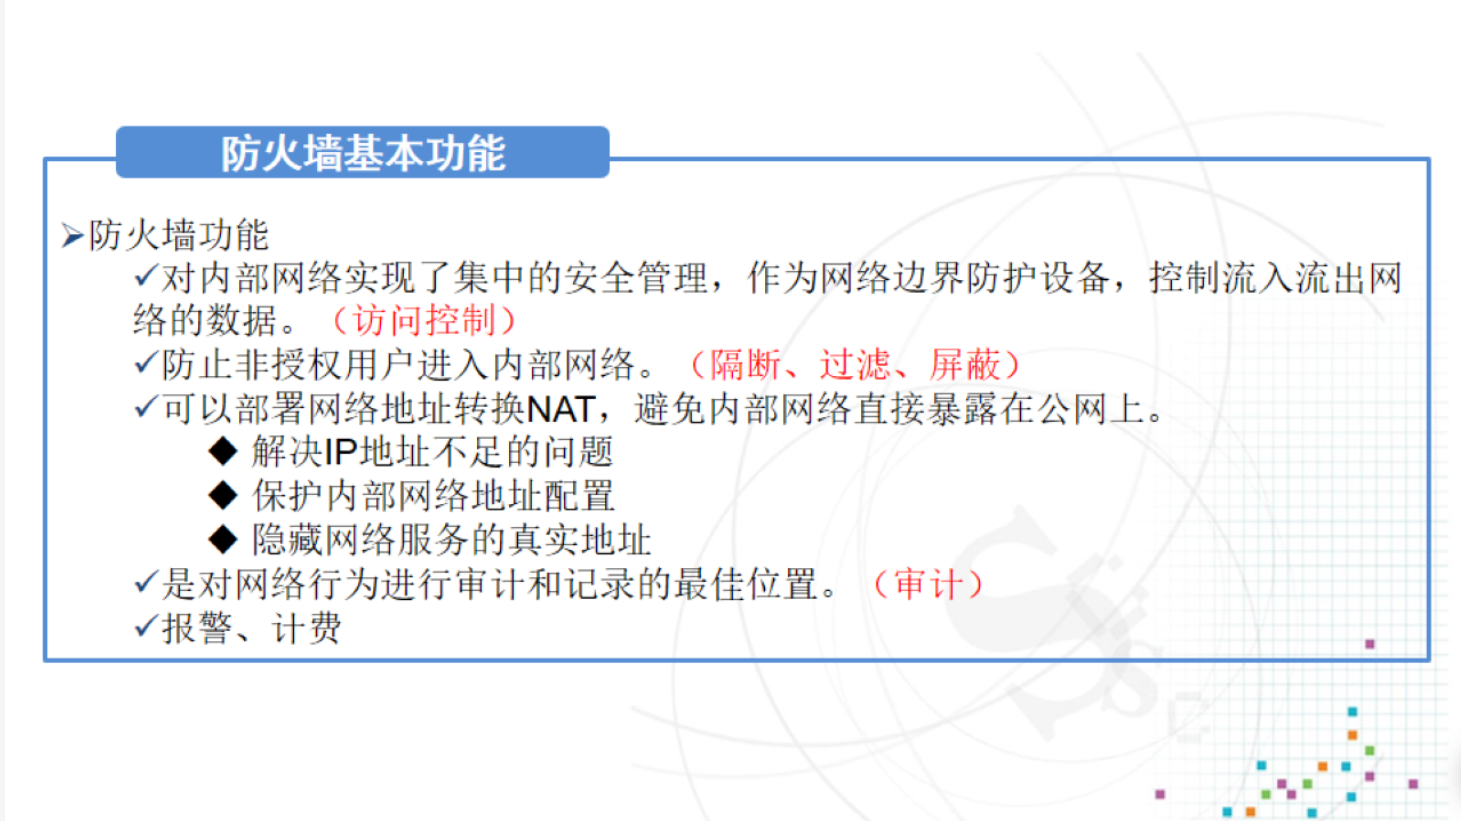 防火墙基本功能
➢防火墙功能
✓对内部网络实现了集中的安全管理，作为网络边界防护设备，控制流入流出网
络的数据。（访问控制）
✓防止非授权用户进入内部网络。（隔断、过滤、屏蔽）
✓可以部署网络地址转换NAT，避免内部网络直接暴露在公网上。
◆ 解决IP地址不足的问题
◆ 保护内部网络地址配置
◆ 隐藏网络服务的真实地址
✓是对网络行为进行审计和记录的最佳位置。（审计）
✓报警、计费